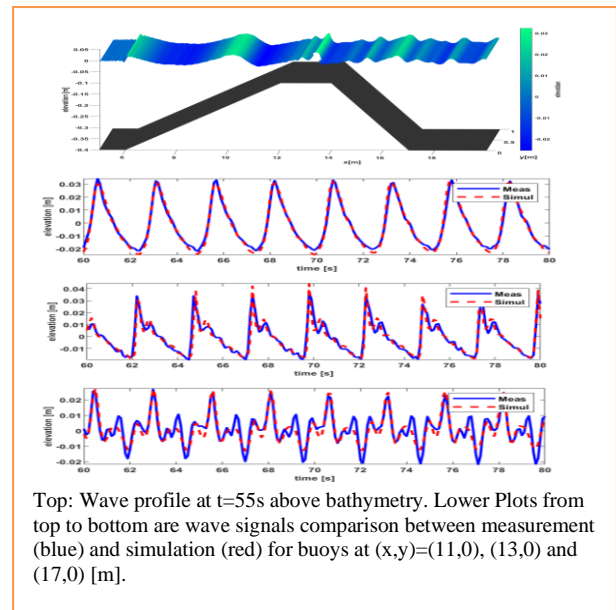 0.05
0
-0.05
-0.1
-0.15
-0.2
-0.25
-0.3
-0.35
-0.4
elevation [m]
6
8
10
12
14
16
18
x[m]
0
0.5
1
y[m]
0.03
0.02
0.01
0
-0.01
-0.02
elevation
0.03
0.02
0.01
0
-0.01
-0.02
elevation [m]
Meas
Simul
60 62 64 66 68 70 72 74 76 78 80
time [s]
0.04
0.03
0.02
0.01
0
-0.01
elevation [m]
Meas
Simul
60 62 64 66 68 70 72 74 76 78 80
time [s]
0.02
0.01
0
-0.01
-0.02
elevation [m]
Meas
Simul
60 62 64 66 68 70 72 74 76 78 80
time [s]
Top: Wave profile at t=55s above bathymetry. Lower Plots from
top to bottom are wave signals comparison between measurement
(blue) and simulation (red) for buoys at (x,y)=(11,0), (13,0) and
(17,0) [m].